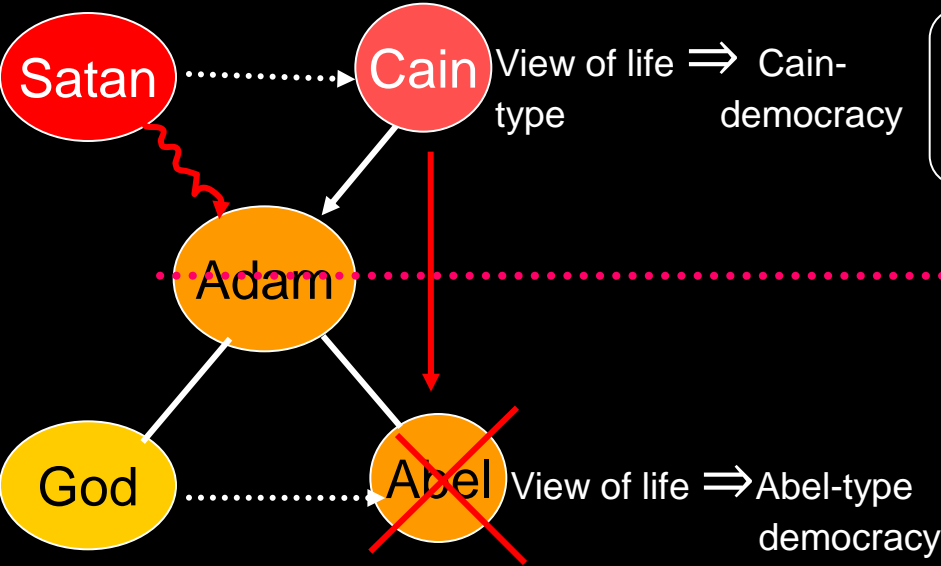 Satan
Cain
View of life ⇒ Cain-
type democracy
Adam
God
Abel
View of life ⇒ Abel-type
democracy